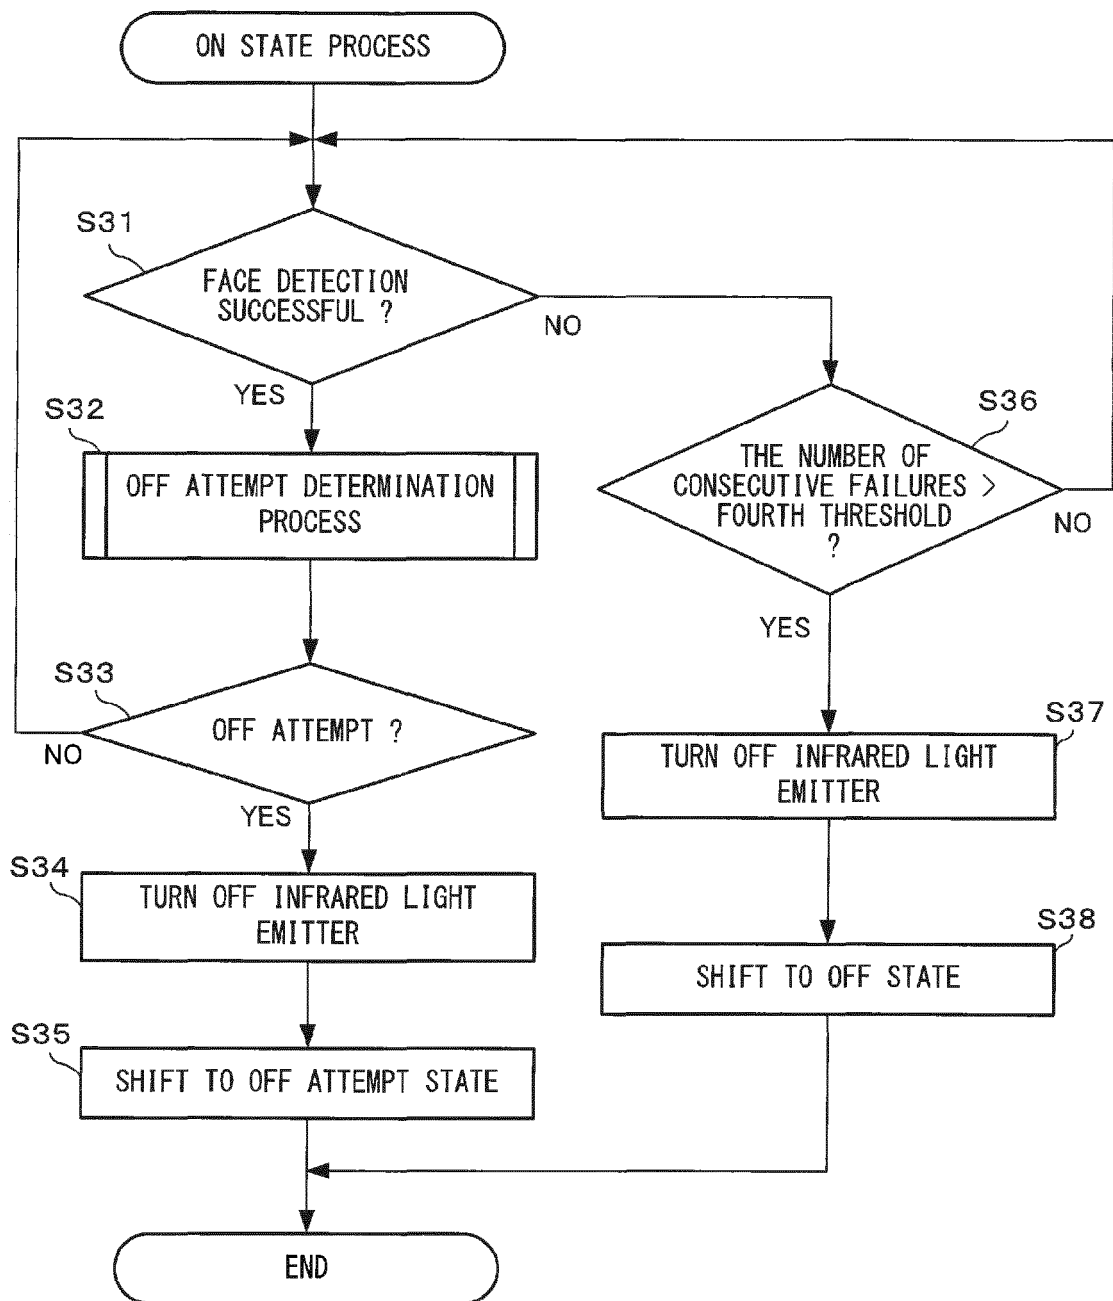 ON STATE PROCESS
S31
FACE DETECTION
SUCCESSFUL ?
NO
YES
S32
OFF ATTEMPT DETERMINATION
PROCESS
S36
THE NUMBER OF
CONSECUTIVE FAILURES >
FOURTH THRESHOLD
?
NO
YES
S33
OFF ATTEMPT ?
NO
YES
S37
TURN OFF INFRARED LIGHT
EMITTER
S34
TURN OFF INFRARED LIGHT
EMITTER
S38
SHIFT TO OFF STATE
S35
SHIFT TO OFF ATTEMPT STATE
END